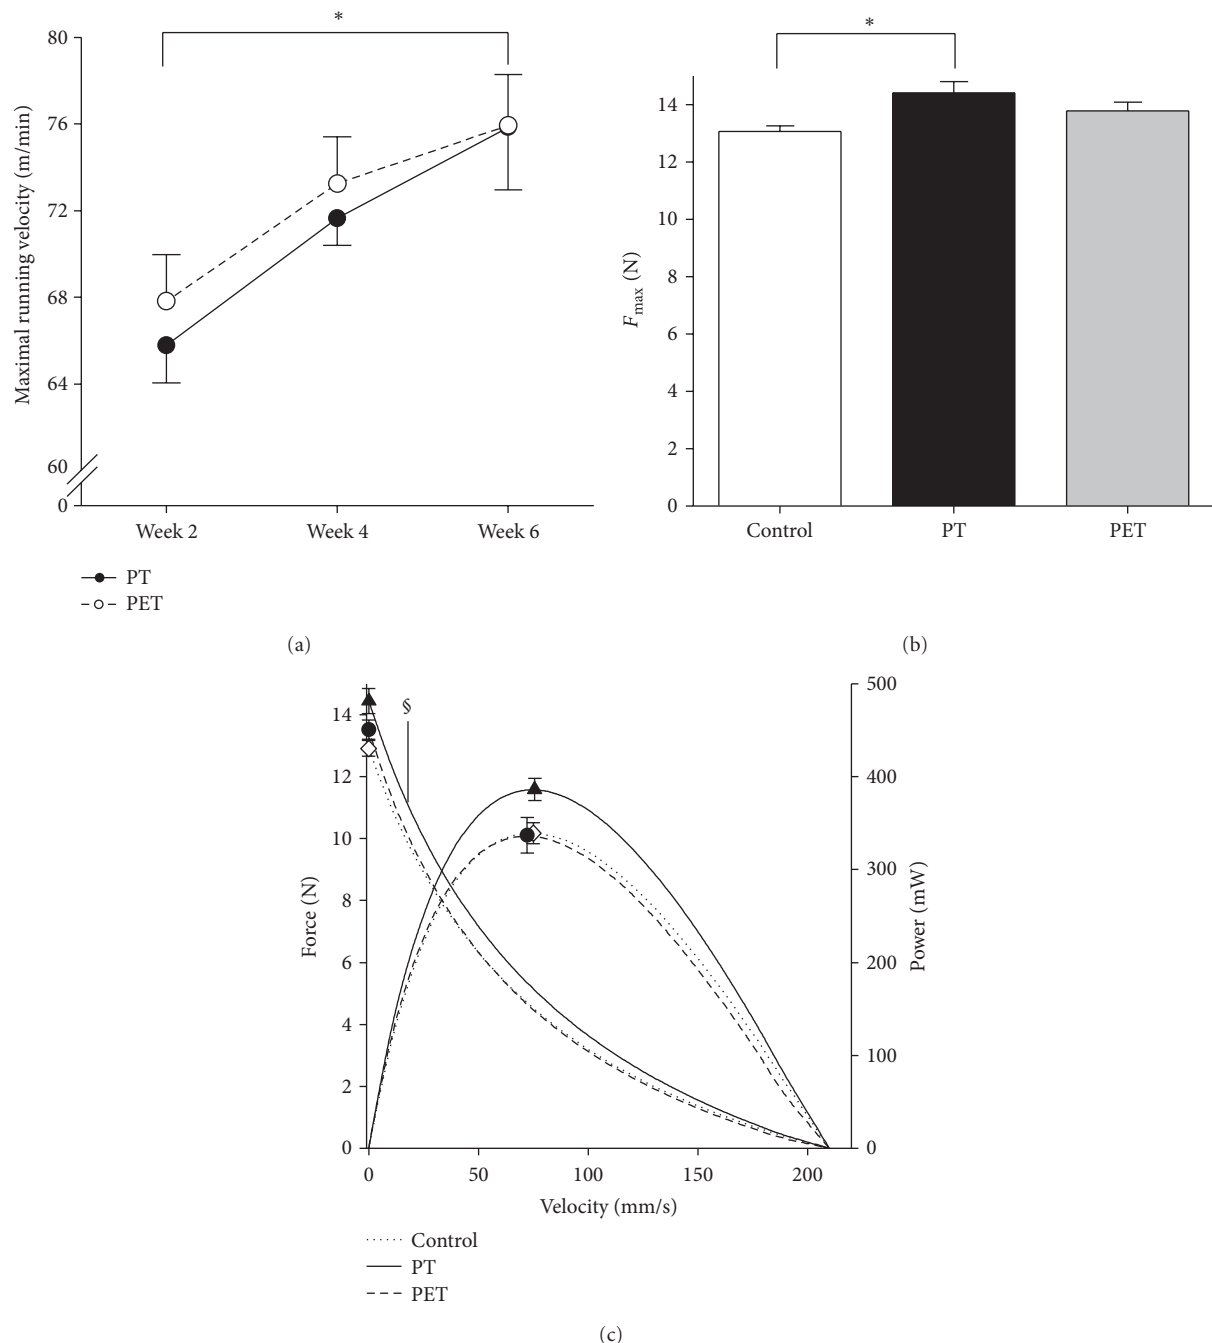 *
80
76
72
68
64
60
0
Maximal running velocity (m/min)
Week 2 Week 4 Week 6
PT
PET
(a)
*
14
12
10
8
6
4
2
0
Fmax (N)
Control PT PET
(b)
§
14
12
10
8
6
4
2
0
Force (N)
500
400
300
200
100
0
Power (mW)
0 50 100 150 200
Velocity (mm/s)
Control
PT
PET
(c)